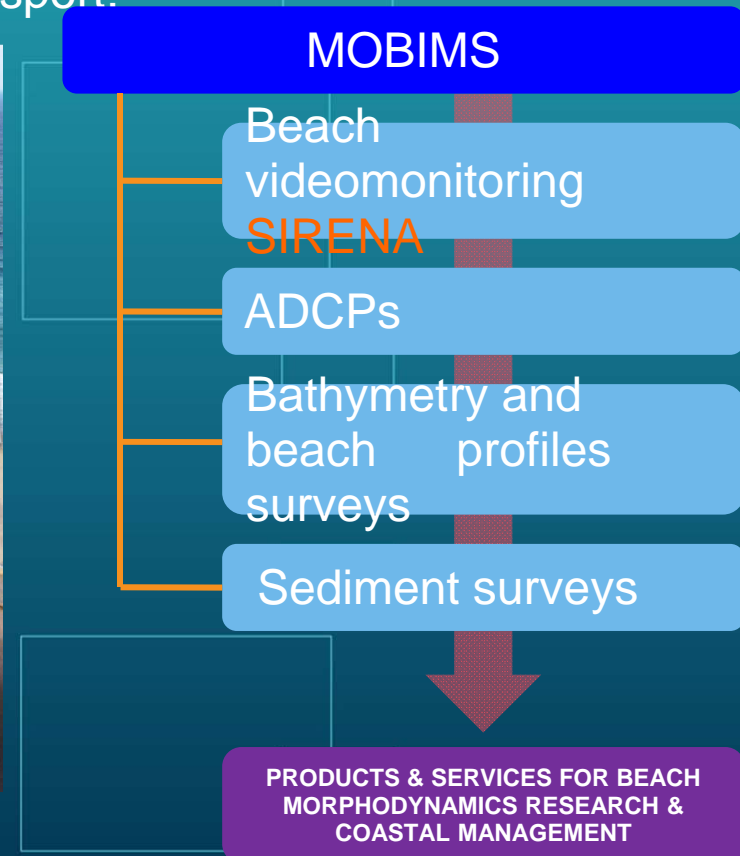 sport.
MOBIMS
Beach
videomonitoring
SIRENA
ADCPs
Bathymetry and
beach profiles
surveys
Sediment surveys
PRODUCTS & SERVICES FOR BEACH
MORPHODYNAMICS RESEARCH &
COASTAL MANAGEMENT